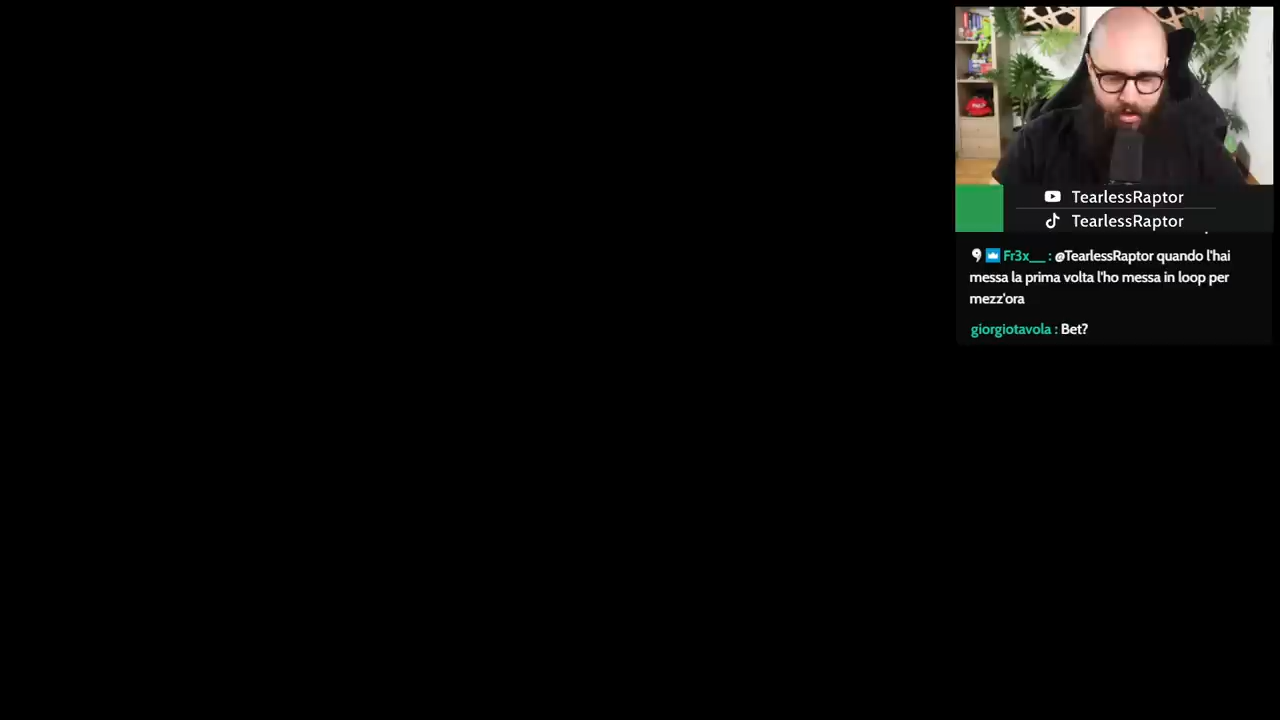 TearlessRaptor
TearlessRaptor
Fr3x__ : @TearlessRaptor quando l'hai
messa la prima volta l'ho messa in loop per
mezz'ora
giorgiotavola : Bet?